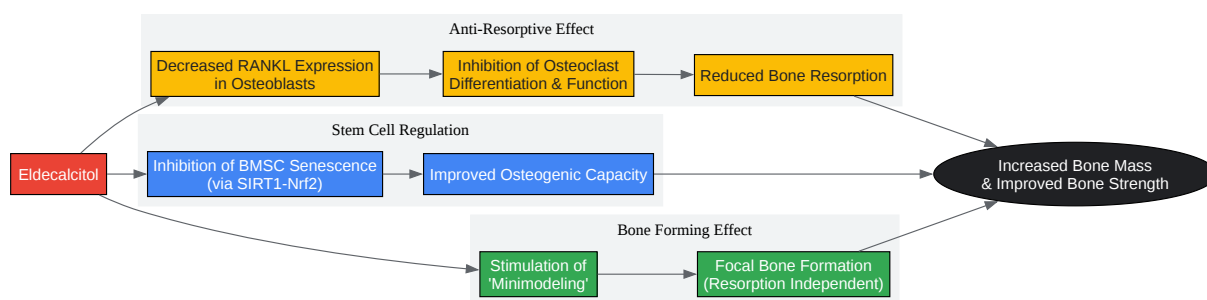 Anti-Resorptive Effect
Decreased RANKL Expression
in Osteoblasts
Inhibition of Osteoclast
Differentiation & Function
Reduced Bone Resorption
Stem Cell Regulation
Eldecalcitol
Inhibition of BMSC Senescence
(via SIRT1-Nrf2)
Improved Osteogenic Capacity
Increased Bone Mass
& Improved Bone Strength
Bone Forming Effect
Stimulation of
'Minimodeling'
Focal Bone Formation
(Resorption Independent)